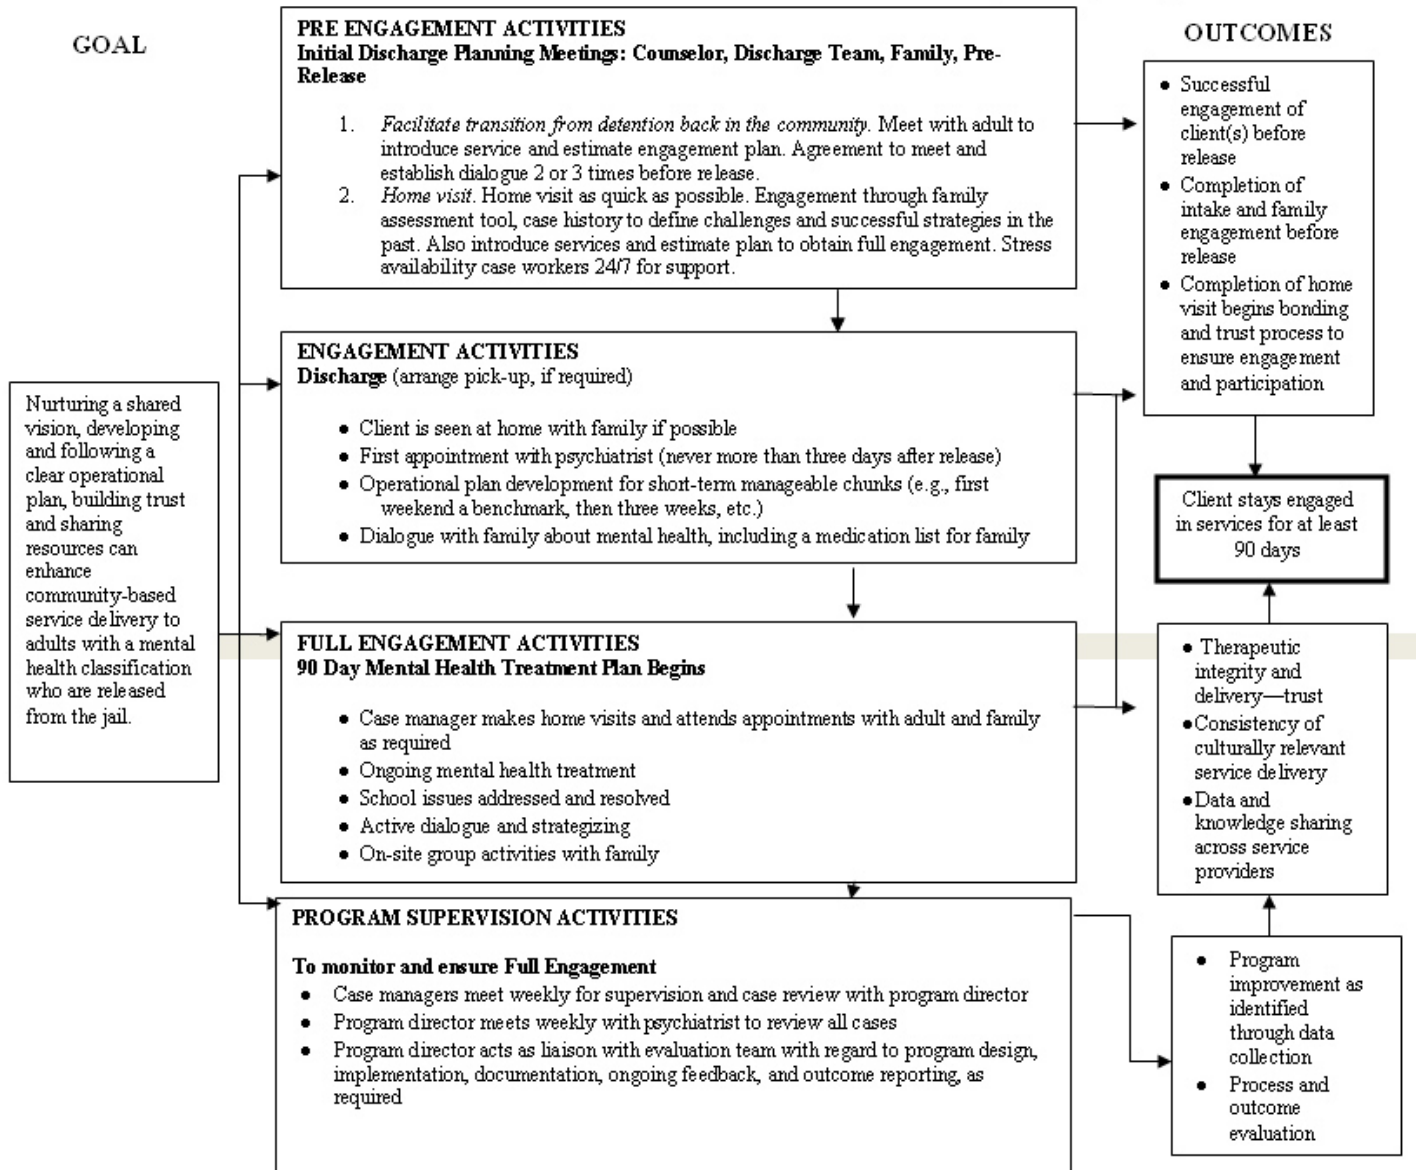 GOAL
PRE ENGAGEMENT ACTIVITIES
Initial Discharge Planning Meetings: Counselor, Discharge Team, Family, Pre-
Release
1. Facilitate transition from detention back in the community. Meet with adult to
introduce service and estimate engagement plan. Agreement to meet and
establish dialogue 2 or 3 times before release.
2. Home visit. Home visit as quick as possible. Engagement through family
assessment tool, case history to define challenges and successful strategies in the
past. Also introduce services and estimate plan to obtain full engagement. Stress
availability case workers 24/7 for support.
OUTCOMES
● Successful
engagement of
client(s) before
release
● Completion of
intake and family
engagement before
release
● Completion of home
visit begins bonding
and trust process to
ensure engagement
and participation
ENGAGEMENT ACTIVITIES
Discharge (arrange pick-up, if required)
● Client is seen at home with family if possible
● First appointment with psychiatrist (never more than three days after release)
● Operational plan development for short-term manageable chunks (e.g., first
weekend a benchmark, then three weeks, etc.)
● Dialogue with family about mental health, including a medication list for family
Nurturing a shared
vision, developing
and following a
clear operational
plan, building trust
and sharing
resources can
enhance
community-based
service delivery to
adults with a mental
health classification
who are released
from the jail.
Client stays engaged
in services for at least
90 days
FULL ENGAGEMENT ACTIVITIES
90 Day Mental Health Treatment Plan Begins
● Case manager makes home visits and attends appointments with adult and family
as required
● Ongoing mental health treatment
● School issues addressed and resolved
● Active dialogue and strategizing
● On-site group activities with family
● Therapeutic
integrity and
delivery—trust
●Consistency of
culturally relevant
service delivery
●Data and
knowledge sharing
across service
providers
PROGRAM SUPERVISION ACTIVITIES
To monitor and ensure Full Engagement
● Case managers meet weekly for supervision and case review with program director
● Program director meets weekly with psychiatrist to review all cases
● Program director acts as liaison with evaluation team with regard to program design,
implementation, documentation, ongoing feedback, and outcome reporting, as
required
● Program
improvement as
identified
through data
collection
● Process and
outcome
evaluation